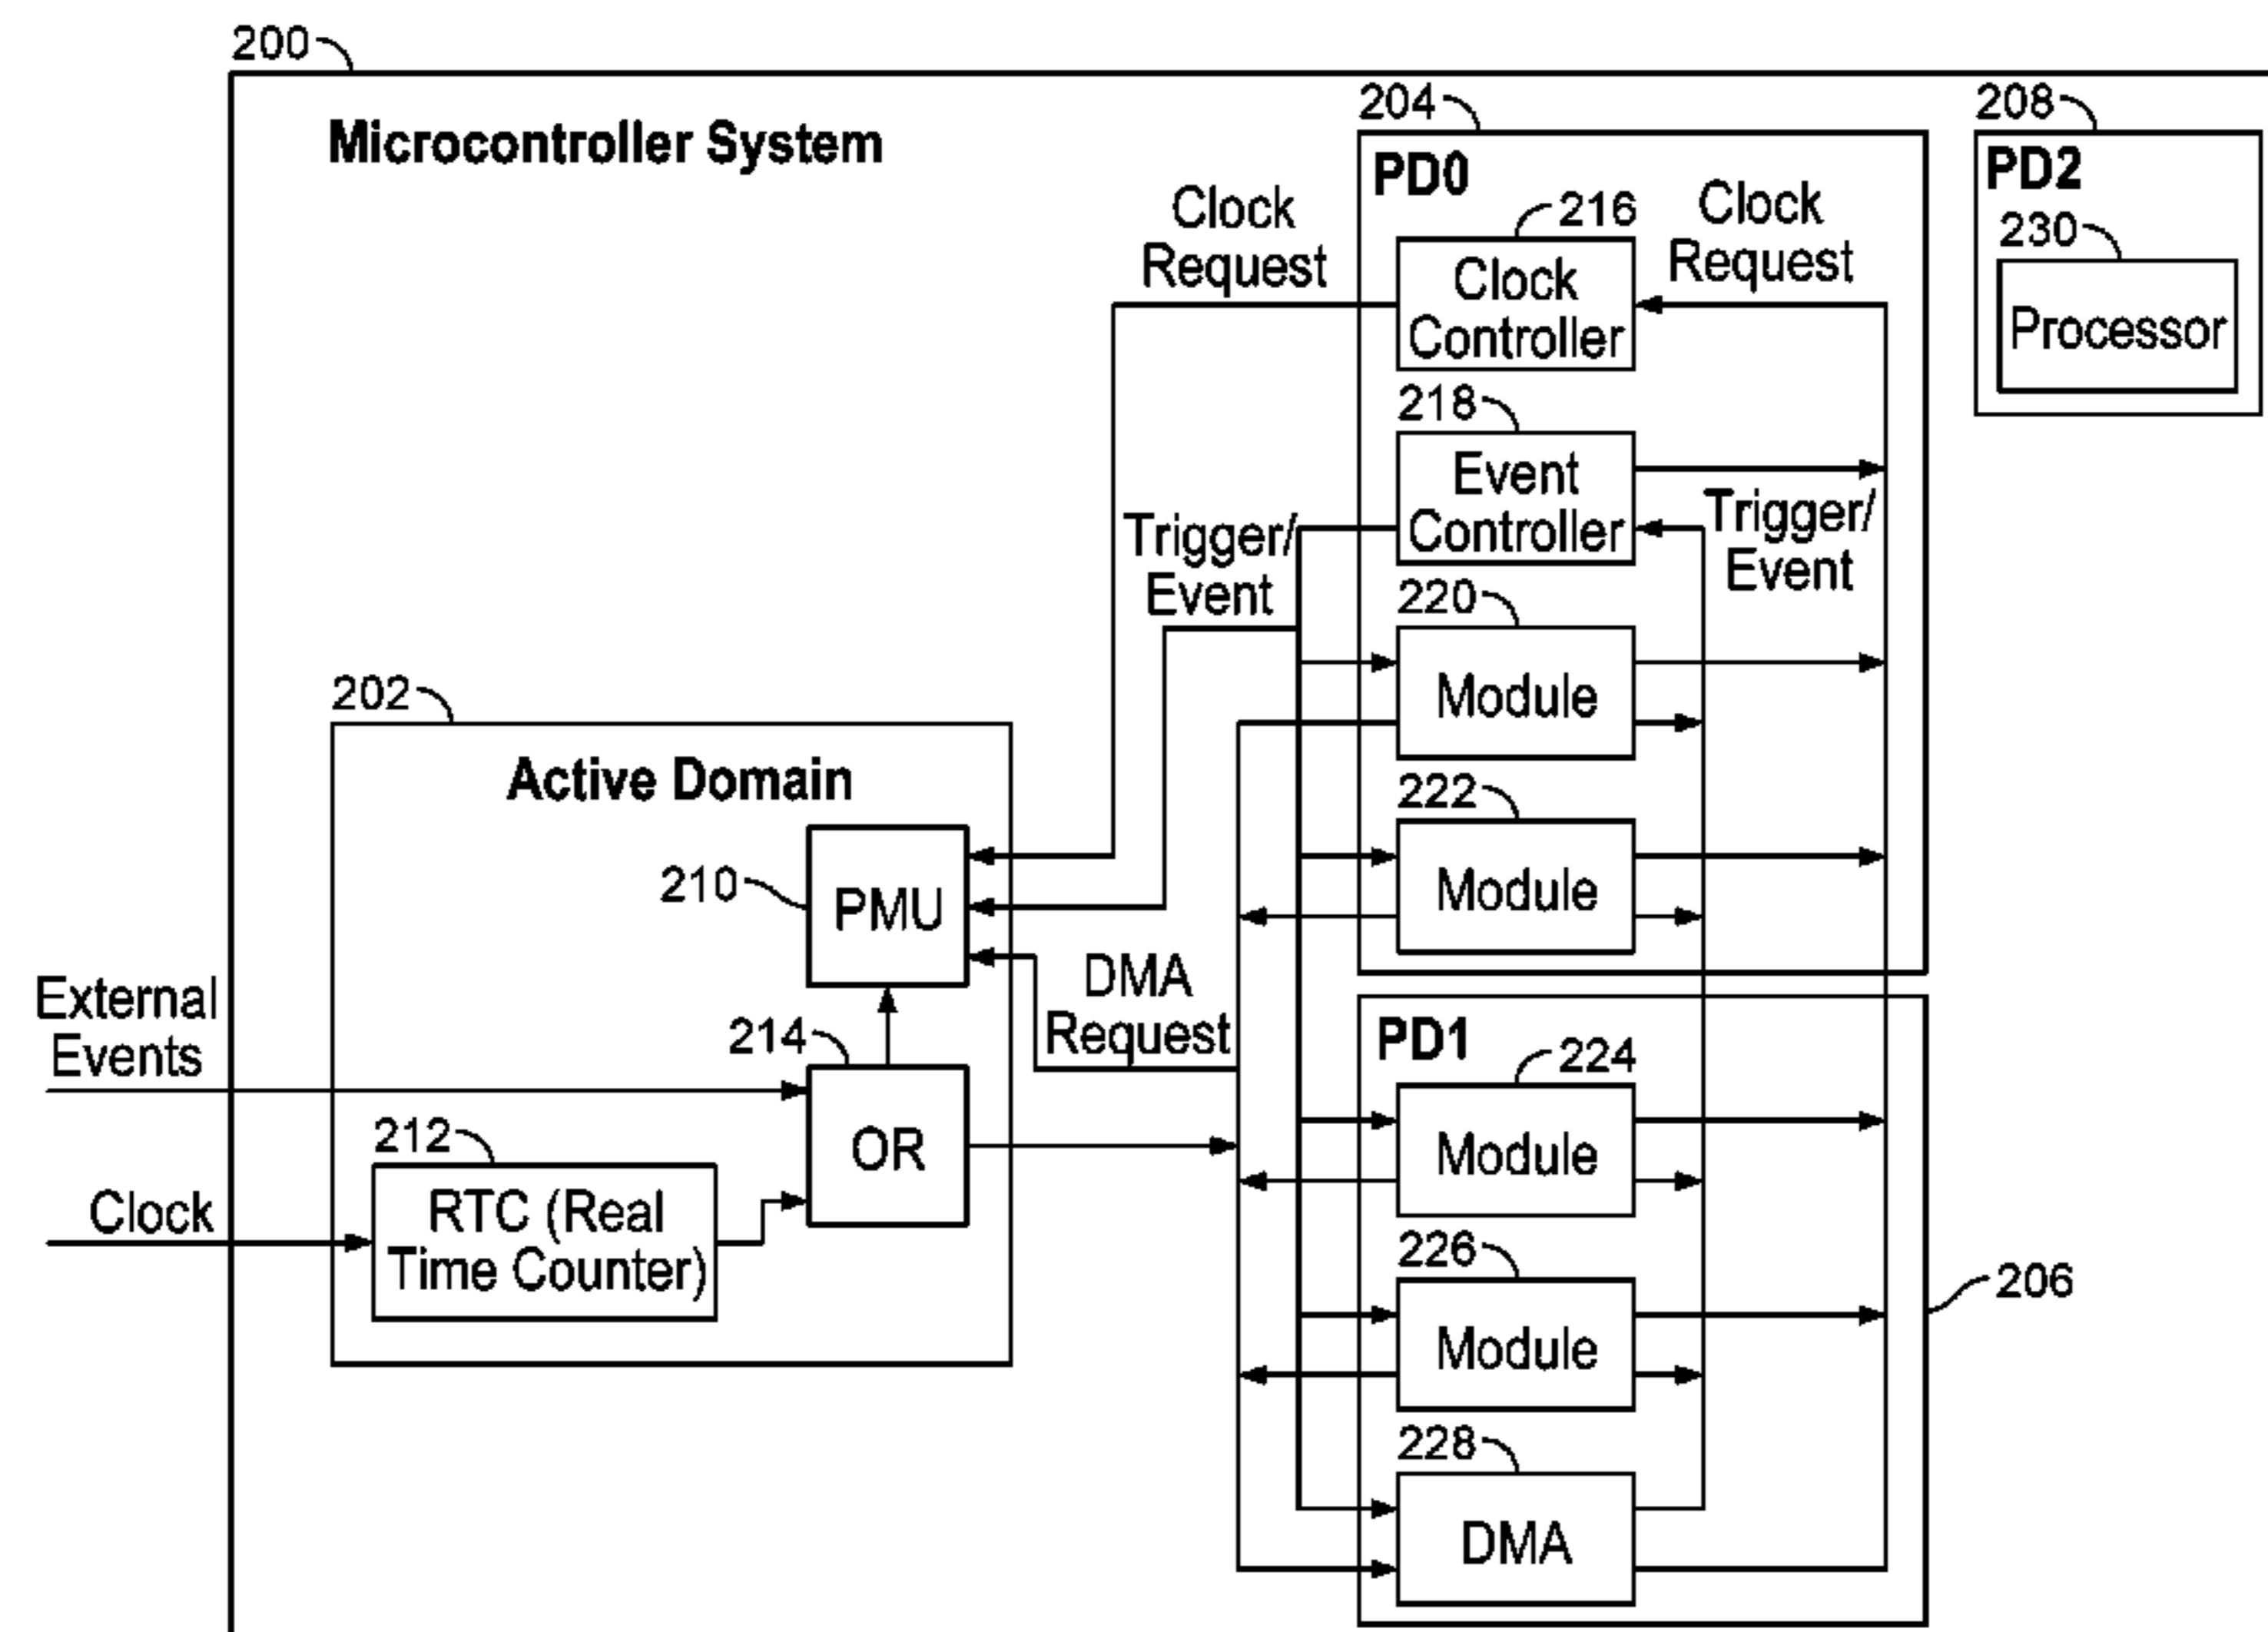 200
Microcontroller System
204
PD0
208
PD2
216
Clock
Controller
Clock
Request
Clock
Request
230
Processor
218
Event
Controller
Trigger/
Event
Trigger/
Event
220
Module
222
Module
202
Active Domain
210
PMU
External
Events
DMA
Request
214
OR
212
RTC (Real
Time Counter)
Clock
PD1
224
Module
226
Module
206
228
DMA